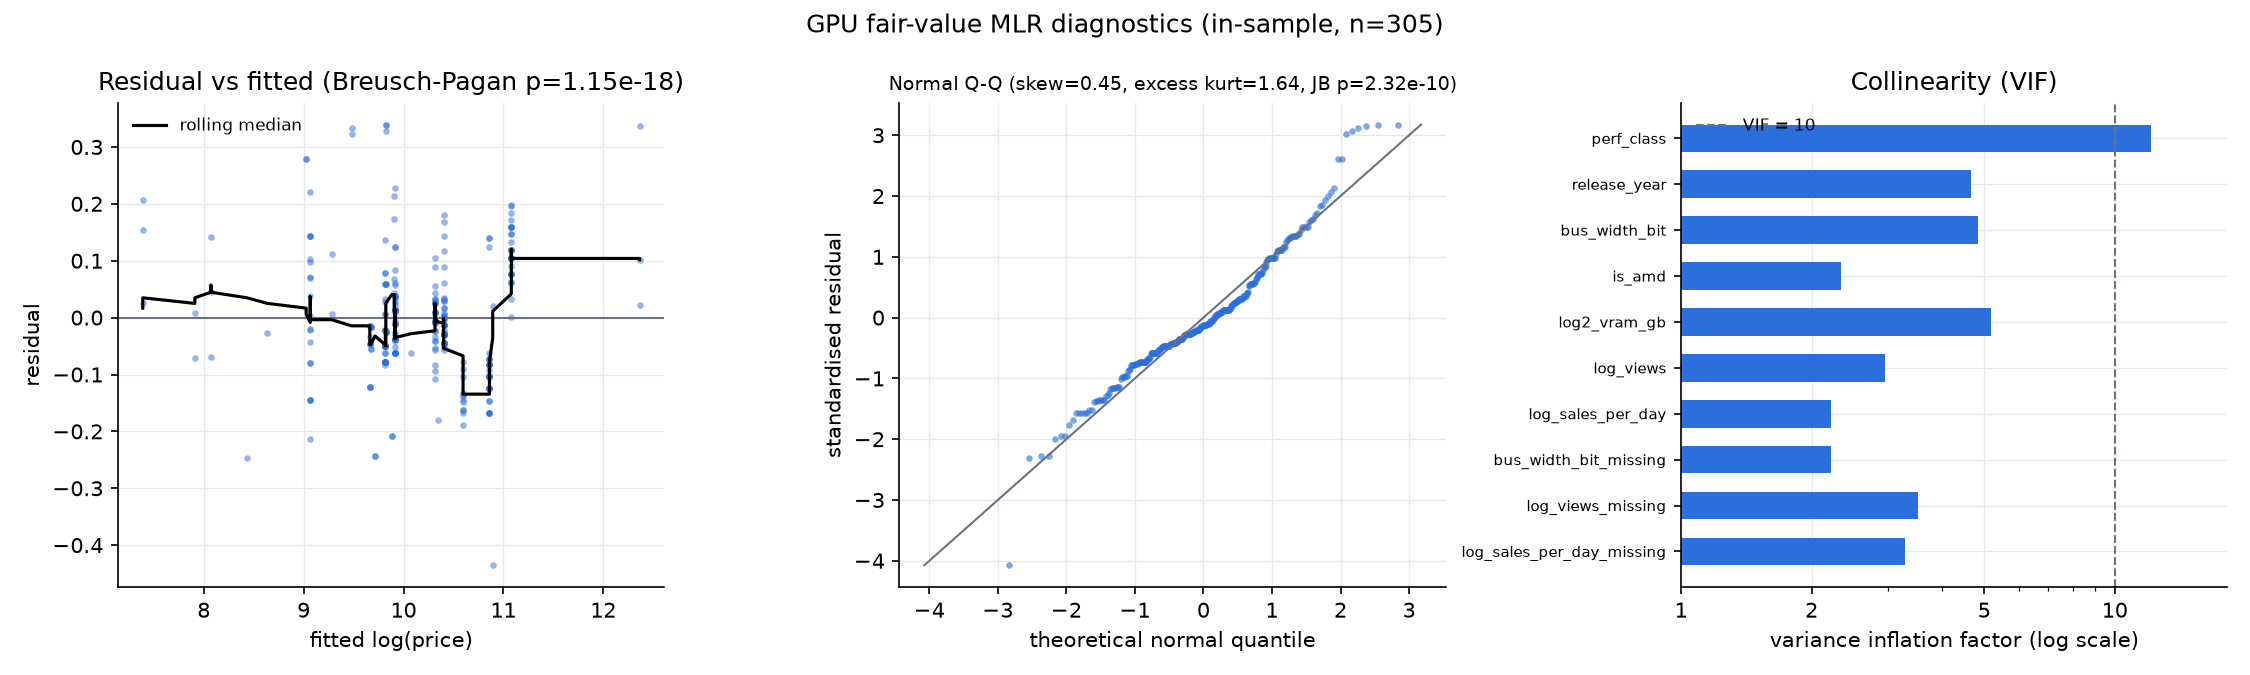 GPU fair-value MLR diagnostics (in-sample, n=305)
Residual vs fitted (Breusch-Pagan p=1.15e-18)
rolling median
0.3
0.2
0.1
0.0
−0.1
−0.2
−0.3
−0.4
residual
8 9 10 11 12
fitted log(price)
Normal Q-Q (skew=0.45, excess kurt=1.64, JB p=2.32e-10)
3
2
1
0
−1
−2
−3
−4
standardised residual
−4 −3 −2 −1 0 1 2 3
theoretical normal quantile
Collinearity (VIF)
VIF = 10
perf_class
release_year
bus_width_bit
is_amd
log2_vram_gb
log_views
log_sales_per_day
bus_width_bit_missing
log_views_missing
log_sales_per_day_missing
1 2 5 10
variance inflation factor (log scale)